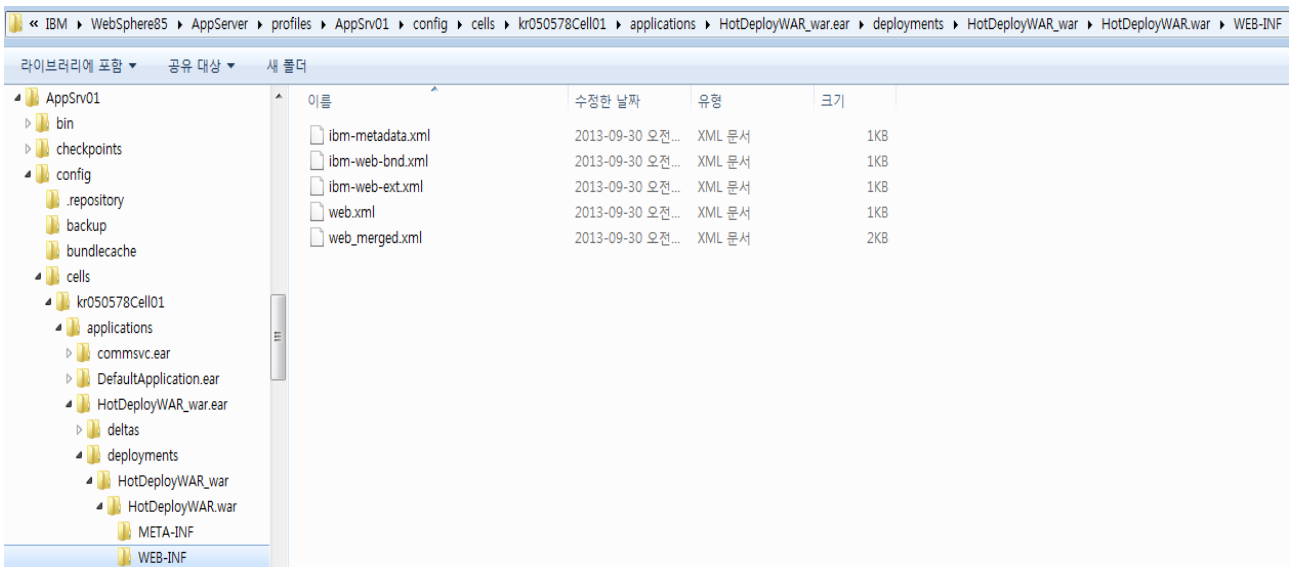 « IBM ▸ WebSphere85 ▸ AppServer ▸ profiles ▸ AppSrv01 ▸ config ▸ cells ▸ kr050578Cell01 ▸ applications ▸ HotDeployWAR_war.ear ▸ deployments ▸ HotDeployWAR_war ▸ HotDeployWAR.war ▸ WEB-INF
라이브러리에 포함 ▼ 공유 대상 ▼ 새 폴더
AppSrv01
bin
checkpoints
config
.repository
backup
bundlecache
cells
kr050578Cell01
applications
commsvc.ear
DefaultApplication.ear
HotDeployWAR_war.ear
deltas
deployments
HotDeployWAR_war
HotDeployWAR.war
META-INF
WEB-INF
이름 수정한 날짜 유형 크기
ibm-metadata.xml 2013-09-30 오전... XML 문서 1KB
ibm-web-bnd.xml 2013-09-30 오전... XML 문서 1KB
ibm-web-ext.xml 2013-09-30 오전... XML 문서 1KB
web.xml 2013-09-30 오전... XML 문서 1KB
web_merged.xml 2013-09-30 오전... XML 문서 2KB